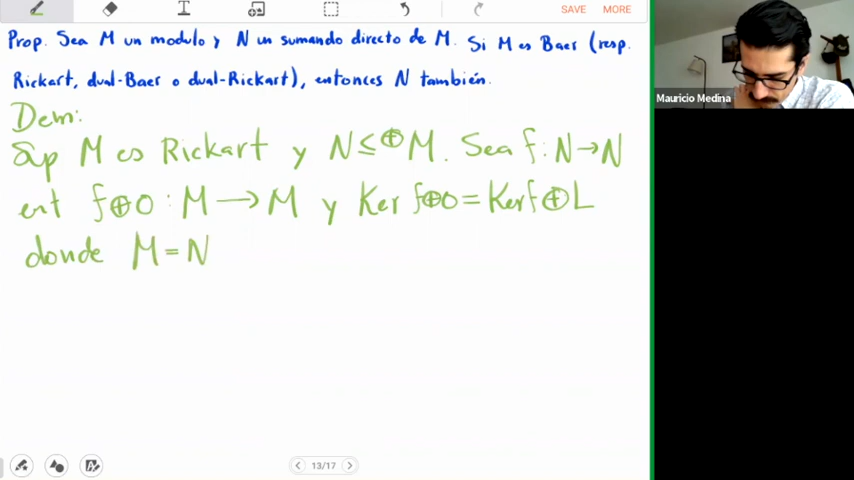 SAVE MORE
Prop. Sea M un modulo y N un sumando directo de M. Si M es Baer (resp.
Rickart, dual-Baer o dual-Rickart), entonces N también.
Dem:
Sup M es Rickart y N ≤⊕ M. Sea f: N → N
ent f⊕0 : M → M y Ker f⊕0 = Ker f ⊕ L
donde M = N
Mauricio Medina
13/17